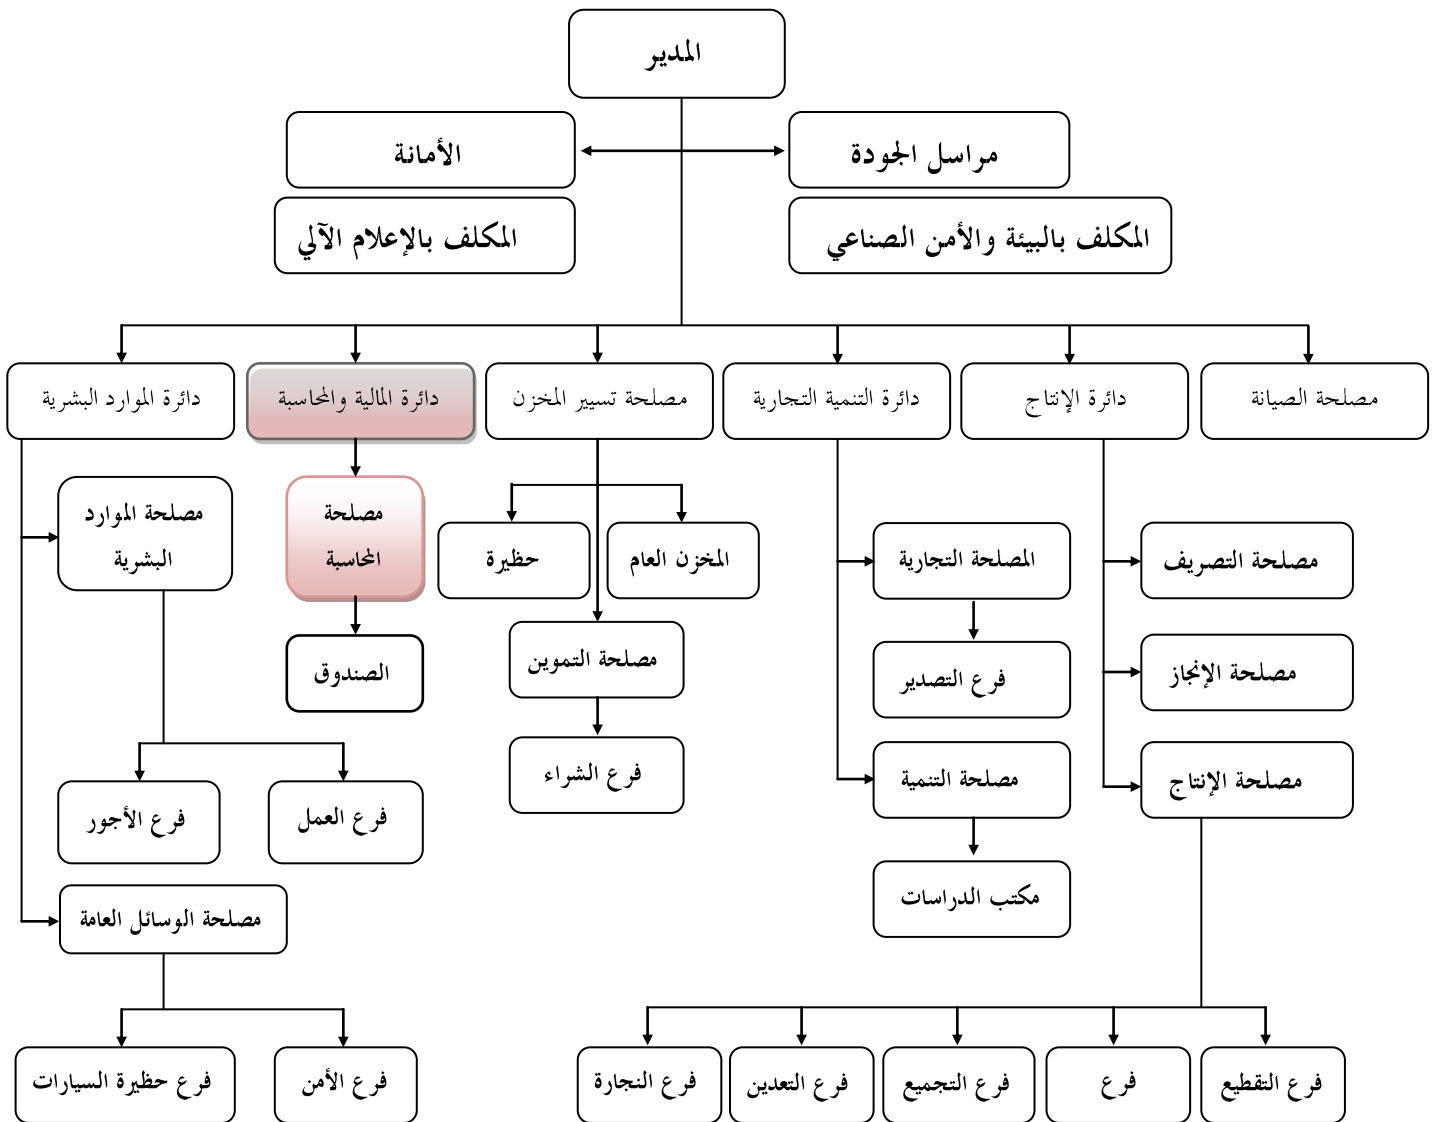 المدير
مراسل الجودة
الأمانة
المكلف بالبيئة والأمن الصناعي
المكلف بالإعلام الآلي
مصلحة الصيانة
دائرة الإنتاج
دائرة التنمية التجارية
مصلحة تسيير المخزن
دائرة المالية والمحاسبة
دائرة الموارد البشرية
مصلحة التصريف
مصلحة الإنجاز
مصلحة الإنتاج
المصلحة التجارية
فرع التصدير
مصلحة التنمية
مكتب الدراسات
المخزن العام
حظيرة
مصلحة التموين
فرع الشراء
مصلحة
المحاسبة
الصندوق
مصلحة الموارد
البشرية
فرع العمل
فرع الأجور
مصلحة الوسائل العامة
فرع التقطيع
فرع
فرع التجميع
فرع التعدين
فرع النجارة
فرع الأمن
فرع حظيرة السيارات